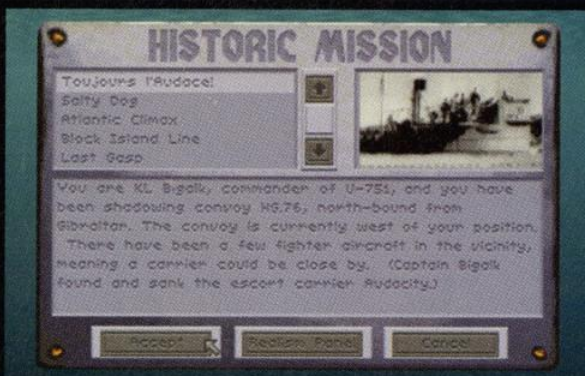 HISTORIC MISSION
Toujours l'Audace!
Salty Dog
Atlantic Climax
Block Island Line
Last Gasp
You are KL Bigalk, commander of U-751, and you have
been shadowing convoy HG.76, north-bound from
Gibraltar. The convoy is currently west of your position.
There have been a few fighter aircraft in the vicinity,
meaning a carrier could be close by. (Captain Bigalk
found and sank the escort carrier Audacity.)
Accept Realism Panel Cancel